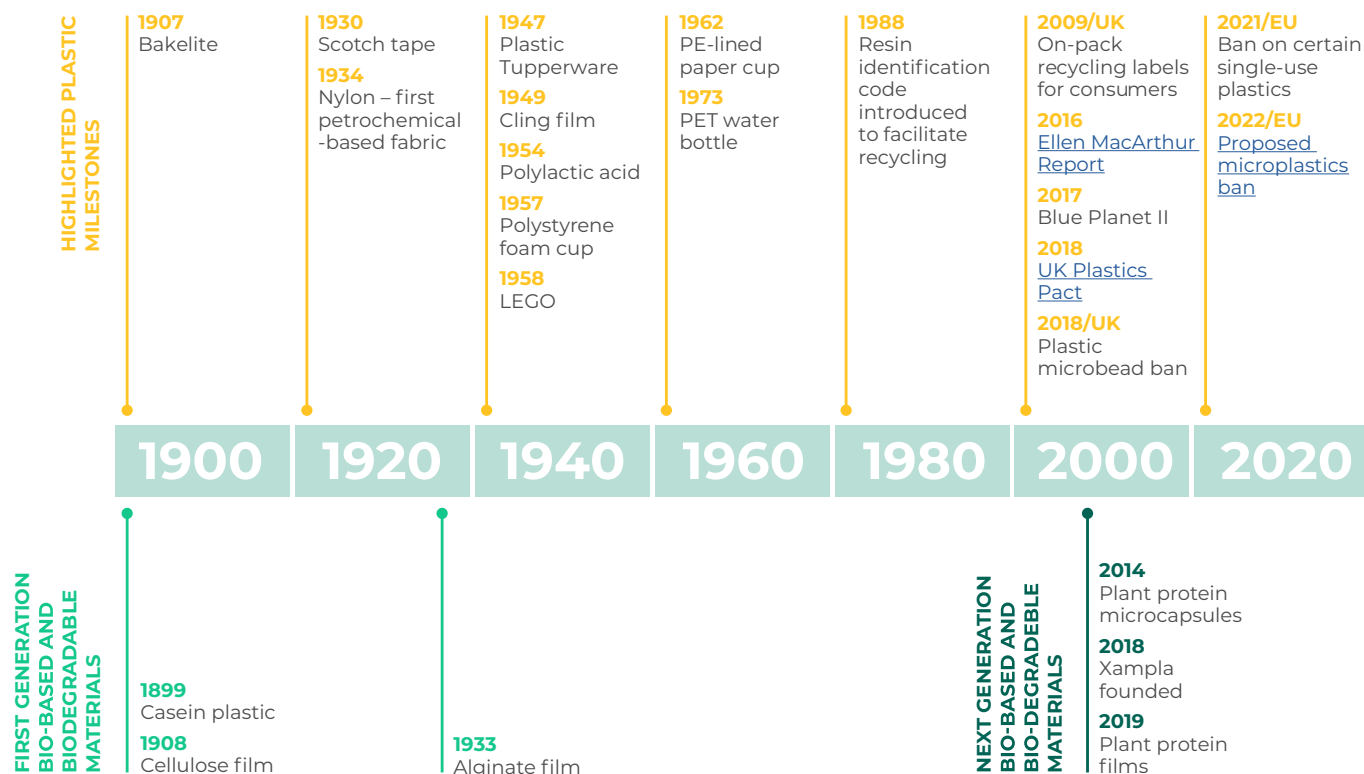 HIGHLIGHTED PLASTIC
MILESTONES
1907
Bakelite
1930
Scotch tape
1934
Nylon – first
petrochemical
-based fabric
1947
Plastic
Tupperware
1949
Cling film
1954
Polylactic acid
1957
Polystyrene
foam cup
1958
LEGO
1962
PE-lined
paper cup
1973
PET water
bottle
1988
Resin
identification
code
introduced
to facilitate
recycling
2009/UK
On-pack
recycling labels
for consumers
2016
Ellen MacArthur
Report
2017
Blue Planet II
2018
UK Plastics
Pact
2018/UK
Plastic
microbead ban
2021/EU
Ban on certain
single-use
plastics
2022/EU
Proposed
microplastics
ban
1900
1920
1940
1960
1980
2000
2020
FIRST GENERATION
BIO-BASED AND
BIODEGRADABLE
MATERIALS
1899
Casein plastic
1908
Cellulose film
1933
Alginate film
NEXT GENERATION
BIO-BASED AND
BIO-DEGRADEBLE
MATERIALS
2014
Plant protein
microcapsules
2018
Xampla
founded
2019
Plant protein
films